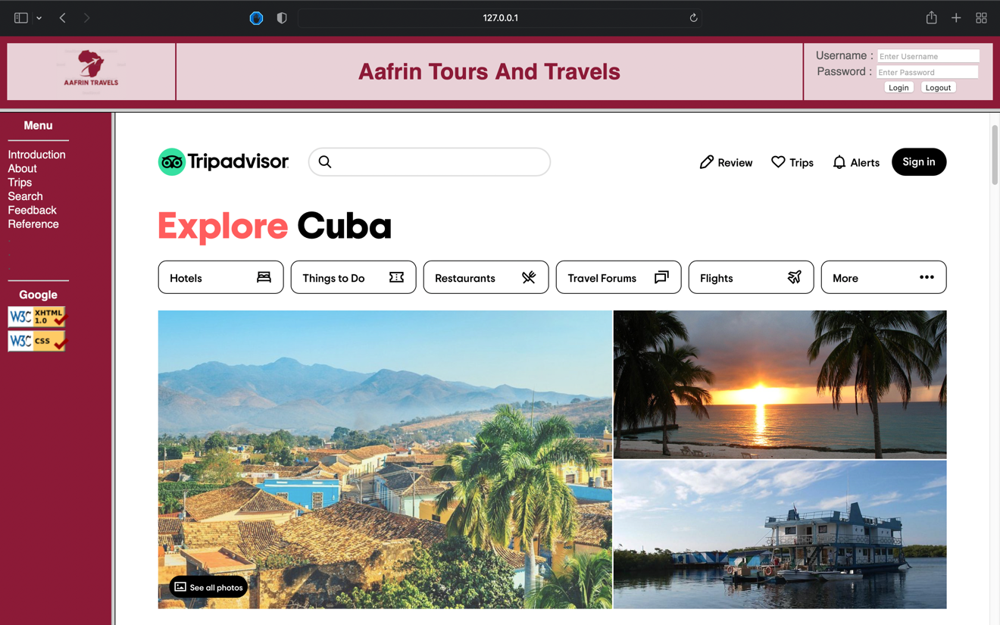 127.0.0.1
AAFRIN TRAVELS
Aafrin Tours And Travels
Username : Enter Username
Password : Enter Password
Login Logout
Menu
Introduction
About
Trips
Search
Feedback
Reference
.
.
.
Google
W3C XHTML 1.0
W3C CSS
Tripadvisor
Review Trips Alerts Sign in
Explore Cuba
Hotels Things to Do Restaurants Travel Forums Flights More
See all photos